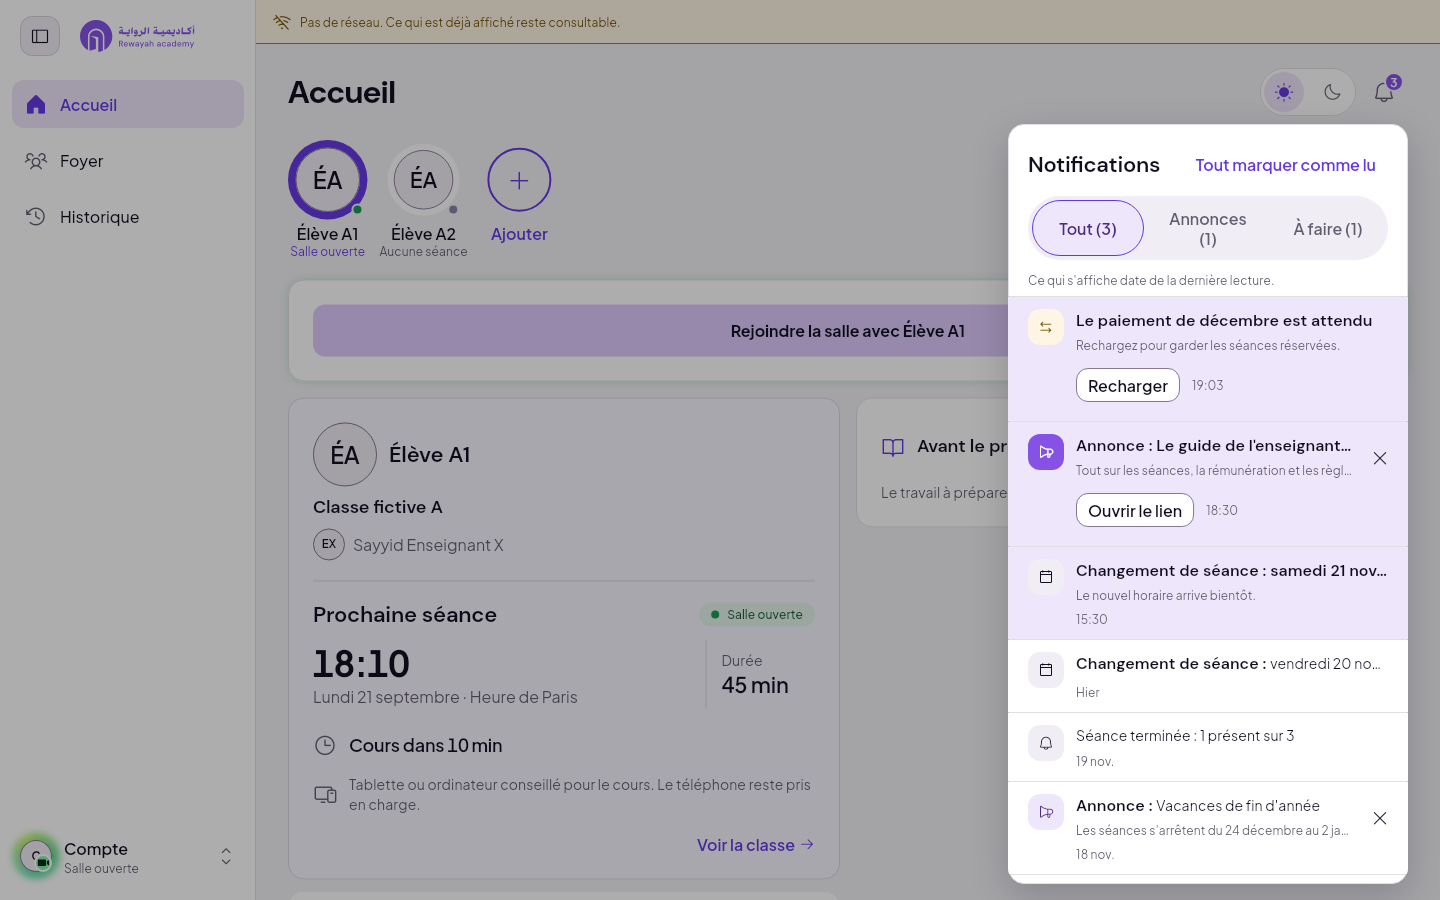 أكاديمية الرواية
Rewayah academy
Accueil
Foyer
Historique
Compte
Salle ouverte
Pas de réseau. Ce qui est déjà affiché reste consultable.
Accueil
3
ÉA
Élève A1
Salle ouverte
ÉA
Élève A2
Aucune séance
Ajouter
Rejoindre la salle avec Élève A1
ÉA
Élève A1
Classe fictive A
EX
Sayyid Enseignant X
Prochaine séance
Salle ouverte
18:10
Lundi 21 septembre · Heure de Paris
Durée
45 min
Cours dans 10 min
Tablette ou ordinateur conseillé pour le cours. Le téléphone reste pris
en charge.
Voir la classe
Avant le pr
Le travail à prépare
Notifications
Tout marquer comme lu
Tout (3)
Annonces
(1)
À faire (1)
Ce qui s'affiche date de la dernière lecture.
Le paiement de décembre est attendu
Rechargez pour garder les séances réservées.
Recharger
19:03
Annonce : Le guide de l'enseignant…
Tout sur les séances, la rémunération et les règl…
Ouvrir le lien
18:30
Changement de séance : samedi 21 nov…
Le nouvel horaire arrive bientôt.
15:30
Changement de séance : vendredi 20 no…
Hier
Séance terminée : 1 présent sur 3
19 nov.
Annonce : Vacances de fin d'année
Les séances s'arrêtent du 24 décembre au 2 ja…
18 nov.